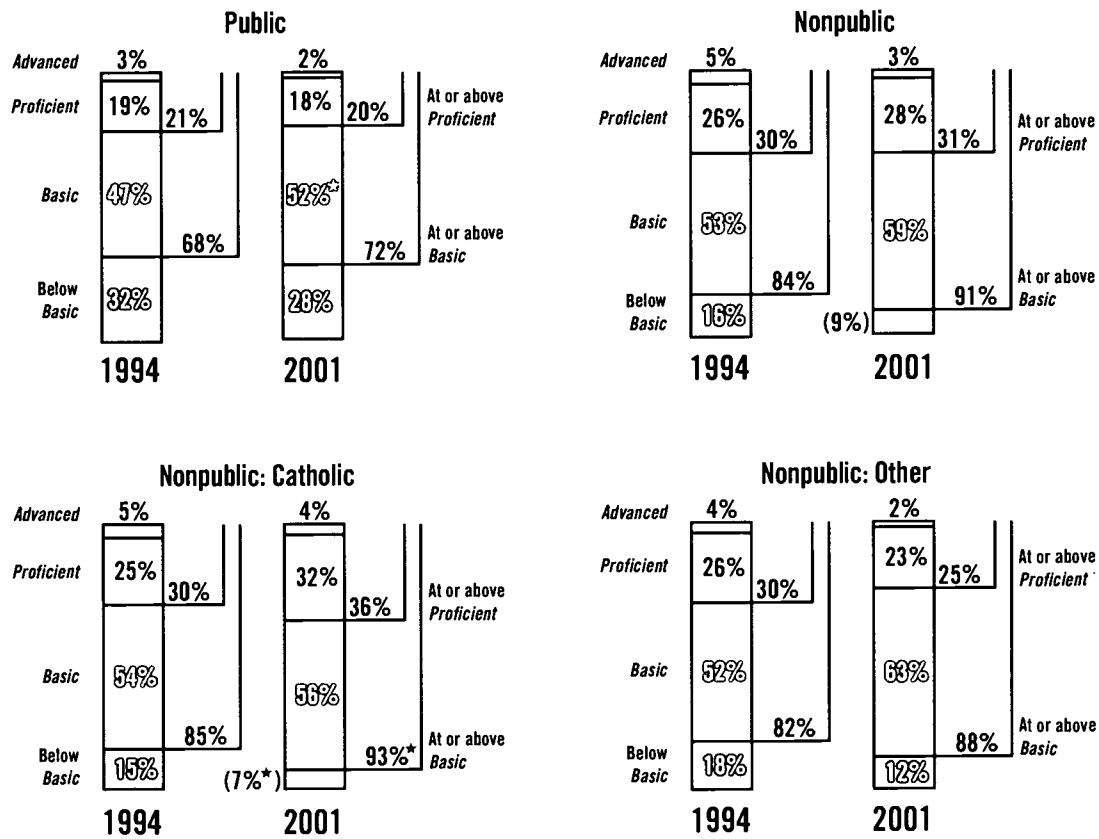 Public
Advanced 3% 2%
Proficient 19% 21% 18% 20% At or above
Proficient
Basic 47% 52%* At or above
68% 72% Basic
Below
Basic 32% 28%
1994 2001
Nonpublic
Advanced 5% 3%
Proficient 26% 30% 28% 31% At or above
Proficient
Basic 53% 59%
84% 91% At or above
Basic
Below
Basic 16% (9%)
1994 2001
Nonpublic: Catholic
Advanced 5% 4%
Proficient 25% 30% 32% 36% At or above
Proficient
Basic 54% 56%
85% 93%* At or above
Basic
Below
Basic 15% (7%*)
1994 2001
Nonpublic: Other
Advanced 4% 2%
Proficient 26% 30% 23% 25% At or above
Proficient
Basic 52% 63%
82% 88% At or above
Basic
Below
Basic 18% 12%
1994 2001